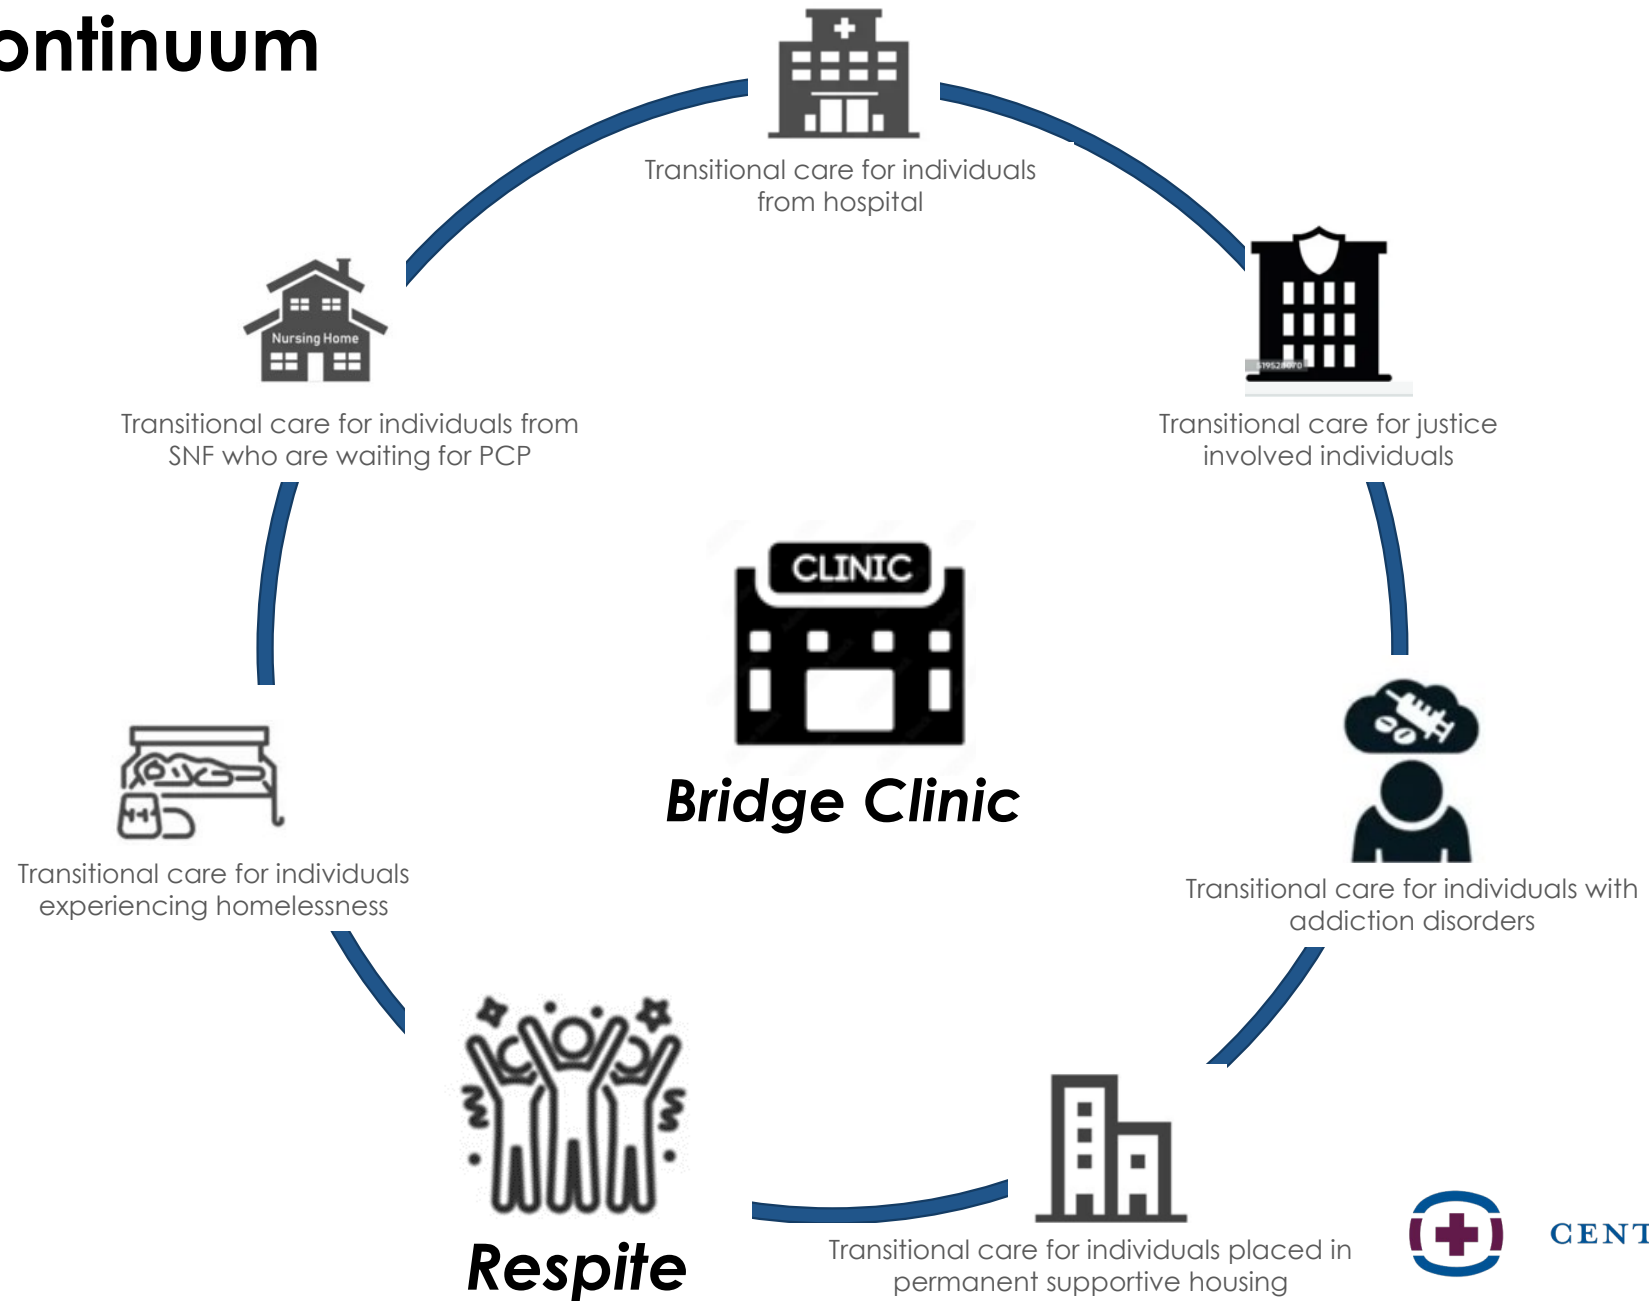 ontinuum
Transitional care for individuals
from hospital
Nursing Home
519528070
Transitional care for individuals from
SNF who are waiting for PCP
Transitional care for justice
involved individuals
CLINIC
Bridge Clinic
Transitional care for individuals
experiencing homelessness
Transitional care for individuals with
addiction disorders
Respite
Transitional care for individuals placed in
permanent supportive housing
CENT